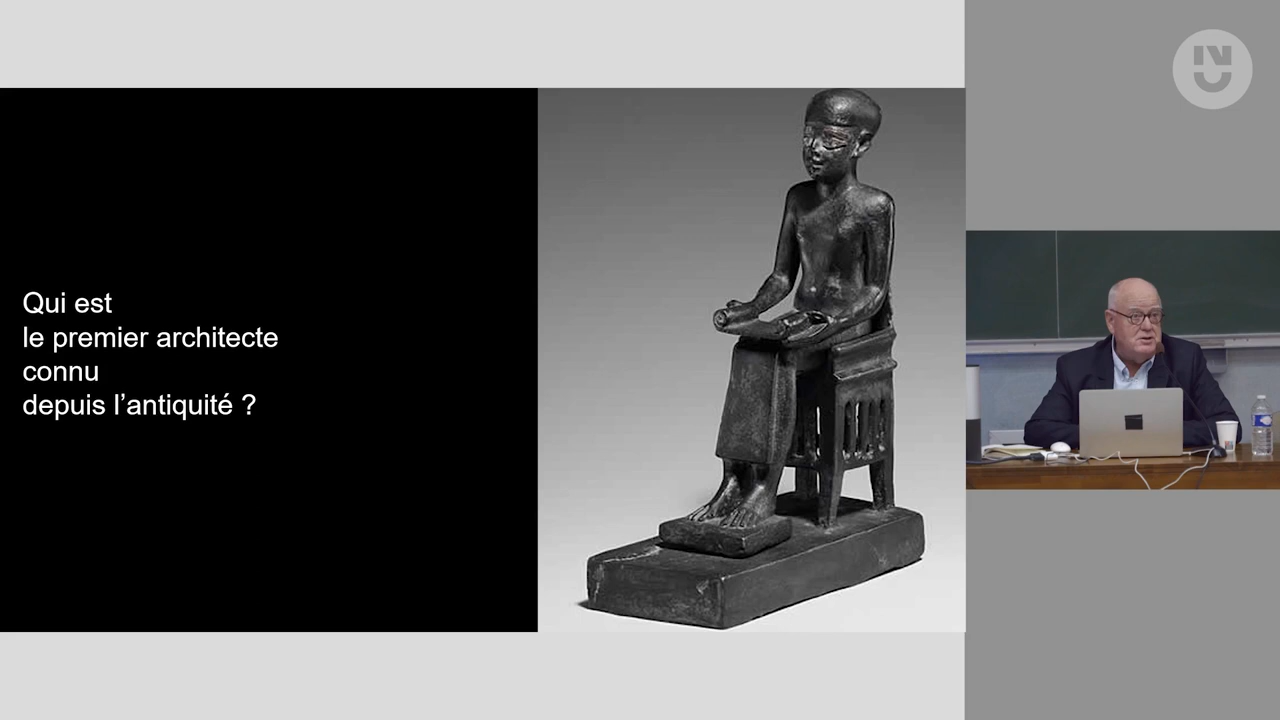 Qui est
le premier architecte
connu
depuis l’antiquité ?